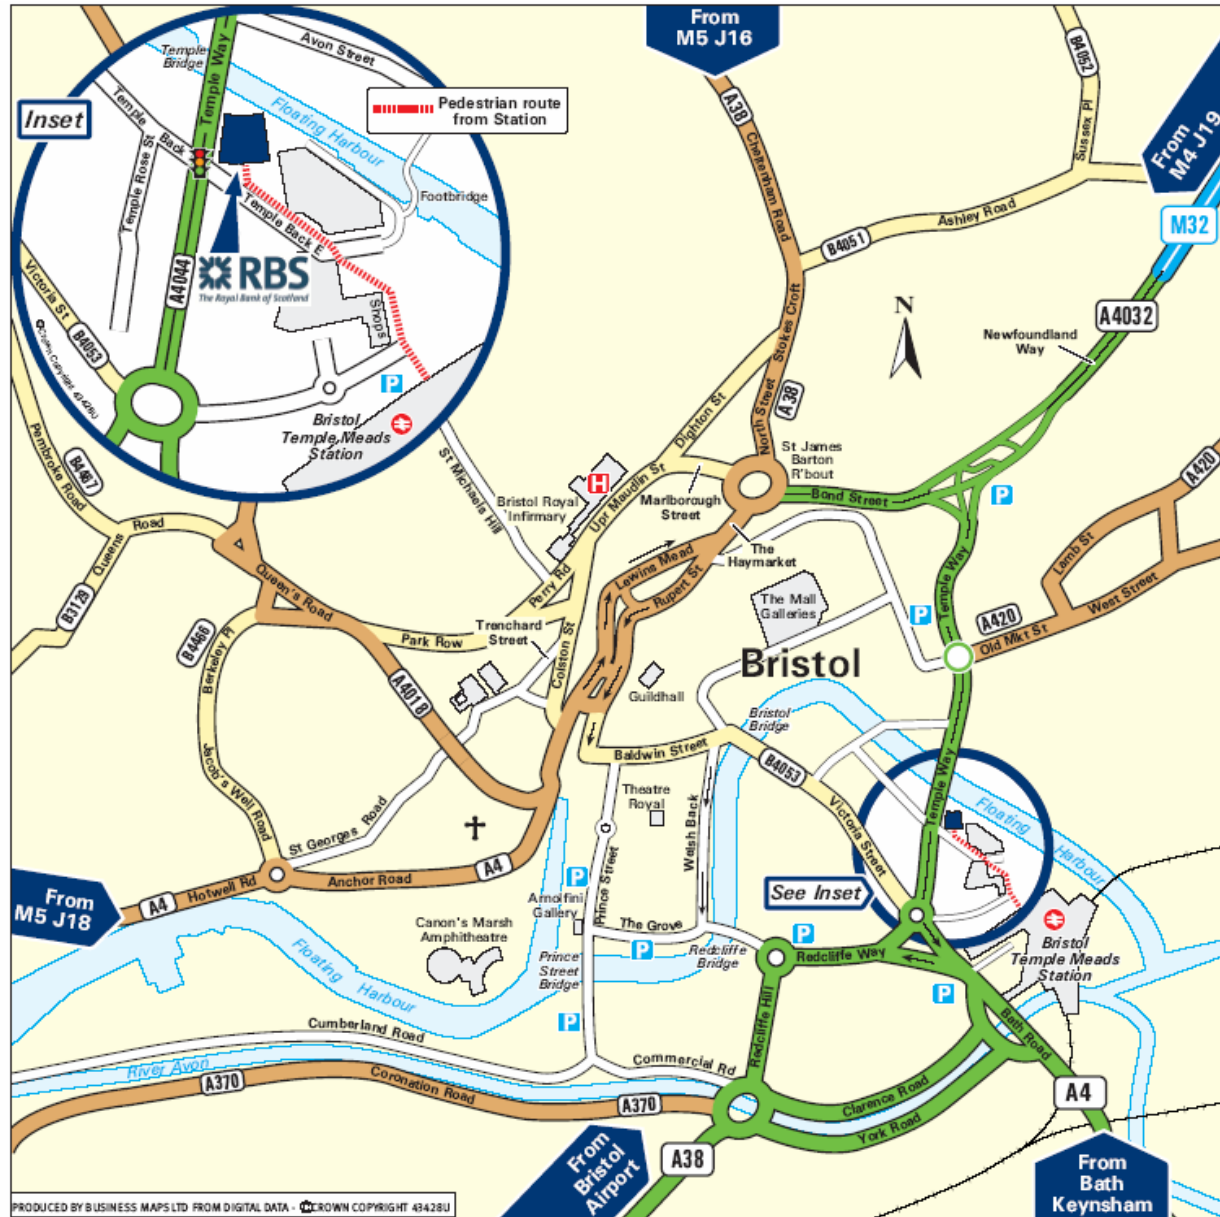 From
M5 J16
From
M4 J19
M32
B4052
Sussex Pl
A38
Cheltenham Road
Ashley Road
B4051
Stokes Croft
A4032
Newfoundland
Way
N
Inset
Pedestrian route
from Station
Temple
Bridge
Temple Way
Avon Street
Floating Harbour
Footbridge
Temple
Back
Temple Rose St
Temple Back E
A4044
RBS
The Royal Bank of Scotland
Victoria St
B4053
Shops
P
Bristol
Temple Meads
Station
©Crown Copyright 43428U
Pembroke Road
B4467
Queens
Road
B3129
St Michaels Hill
Dighton St
North Street
A38
St James
Barton
R'bout
H
Bristol Royal
Infirmary
Upr Maudlin St
Marlborough
Street
Bond Street
P
The
Haymarket
Lewins Mead
Rupert St
Perry Rd
Trenchard
Street
Colston St
Park Row
Queen's Road
A4018
B4466
Berkeley Pl
Jacob's Well Road
The Mall
Galleries
Temple Way
P
A420
Lamb St
West Street
A420
Old Mkt St
Bristol
Guildhall
Bristol
Bridge
Baldwin Street
B4053
Victoria Street
Theatre
Royal
Welsh Back
Prince Street
Temple Way
Floating
Harbour
See Inset
St Georges Road
From
M5 J18
A4
Hotwell Rd
Anchor Road
A4
P
Arnolfini
Gallery
The Grove
P
Canon's Marsh
Amphitheatre
Prince
Street
Bridge
Redcliffe
Bridge
P
Redcliffe Way
Bristol
Temple Meads
Station
P
P
Floating
Harbour
Redcliffe Hill
Bath Road
Cumberland Road
Commercial Rd
River Avon
A370
Coronation Road
A370
Clarence Road
York Road
A4
A38
From
Bristol
Airport
From
Bath
Keynsham
PRODUCED BY BUSINESS MAPS LTD FROM DIGITAL DATA - ©CROWN COPYRIGHT 43428U